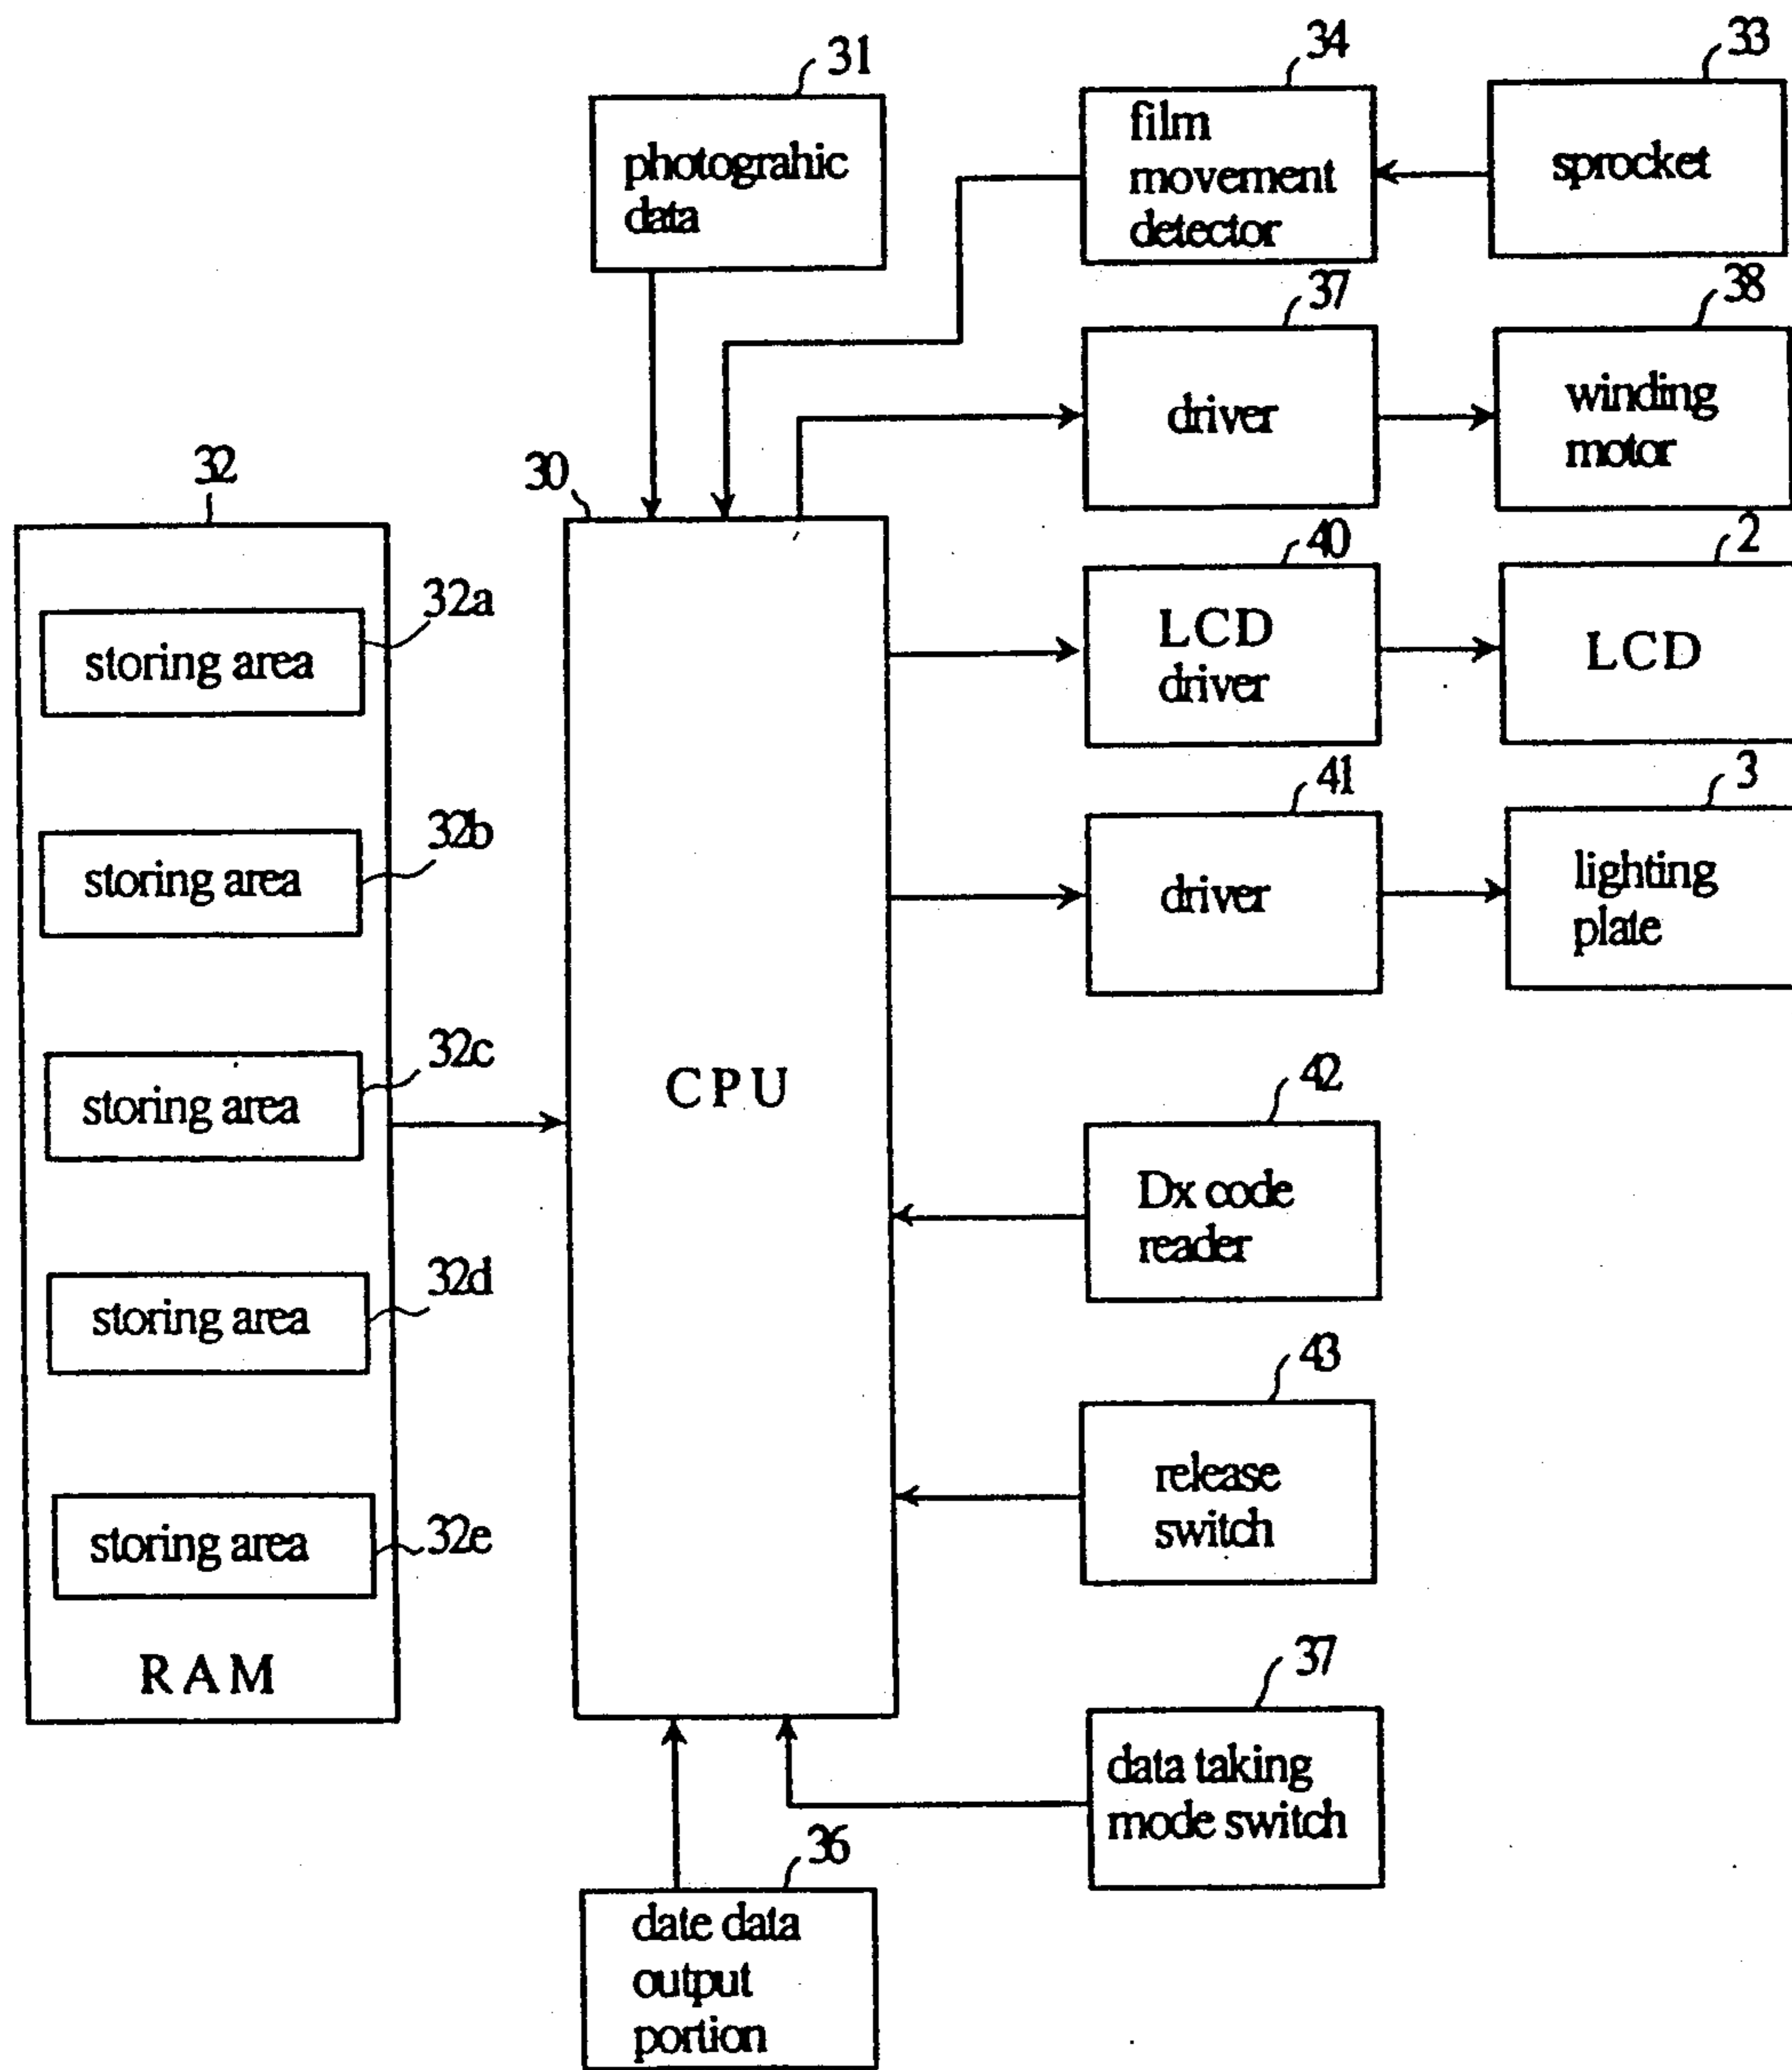 31
photograhic
data
34
film
movement
detector
33
sprocket
37
driver
38
winding
motor
32
30
40
LCD
driver
2
LCD
32a
storing area
41
driver
3
lighting
plate
32b
storing area
32c
storing area
CPU
42
Dx code
reader
32d
storing area
43
release
switch
32e
storing area
RAM
37
data taking
mode switch
36
date data
output
portion